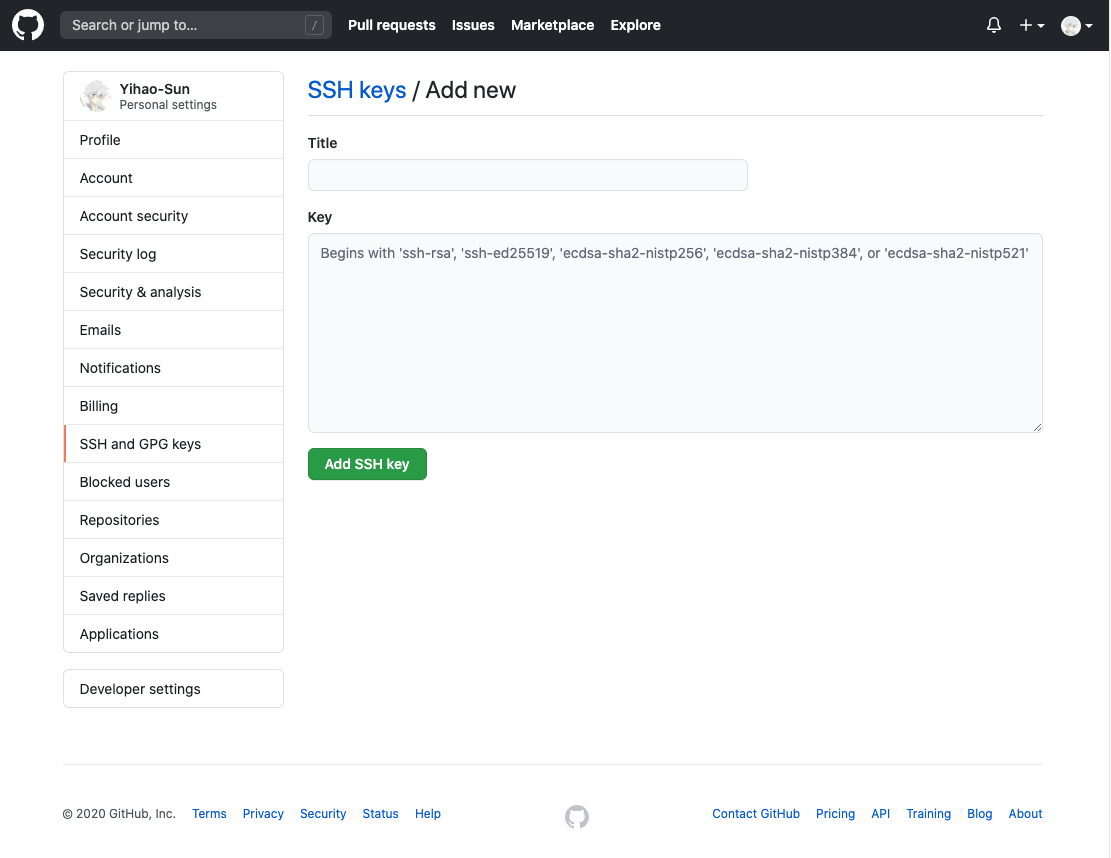 Search or jump to... /
Pull requests Issues Marketplace Explore
Yihao-Sun
Personal settings
Profile
Account
Account security
Security log
Security & analysis
Emails
Notifications
Billing
SSH and GPG keys
Blocked users
Repositories
Organizations
Saved replies
Applications
Developer settings
SSH keys / Add new
Title
Key
Begins with 'ssh-rsa', 'ssh-ed25519', 'ecdsa-sha2-nistp256', 'ecdsa-sha2-nistp384', or 'ecdsa-sha2-nistp521'
Add SSH key
© 2020 GitHub, Inc. Terms Privacy Security Status Help Contact GitHub Pricing API Training Blog About